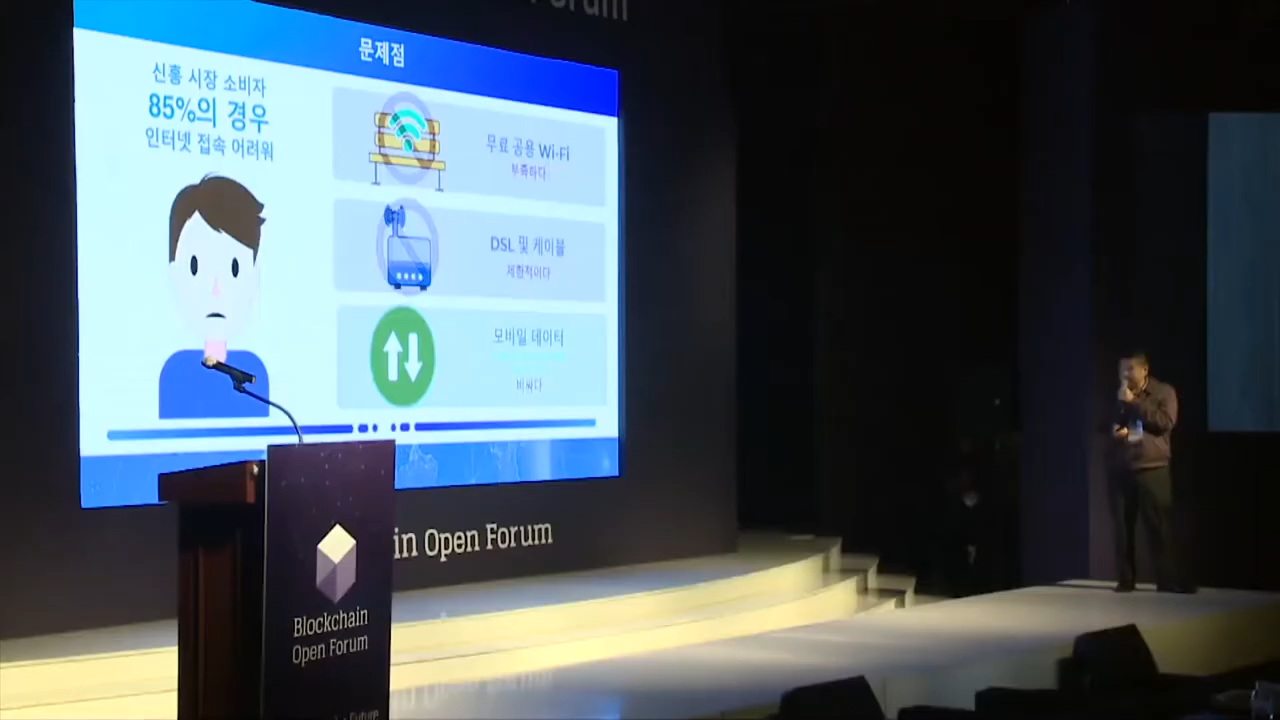 Forum
문제점
신흥 시장 소비자
85%의 경우
인터넷 접속 어려워
무료 공용 Wi-Fi
부족하다
DSL 및 케이블
제한적이다
모바일 데이터
비싸다
in Open Forum
Blockchain
Open Forum
Future